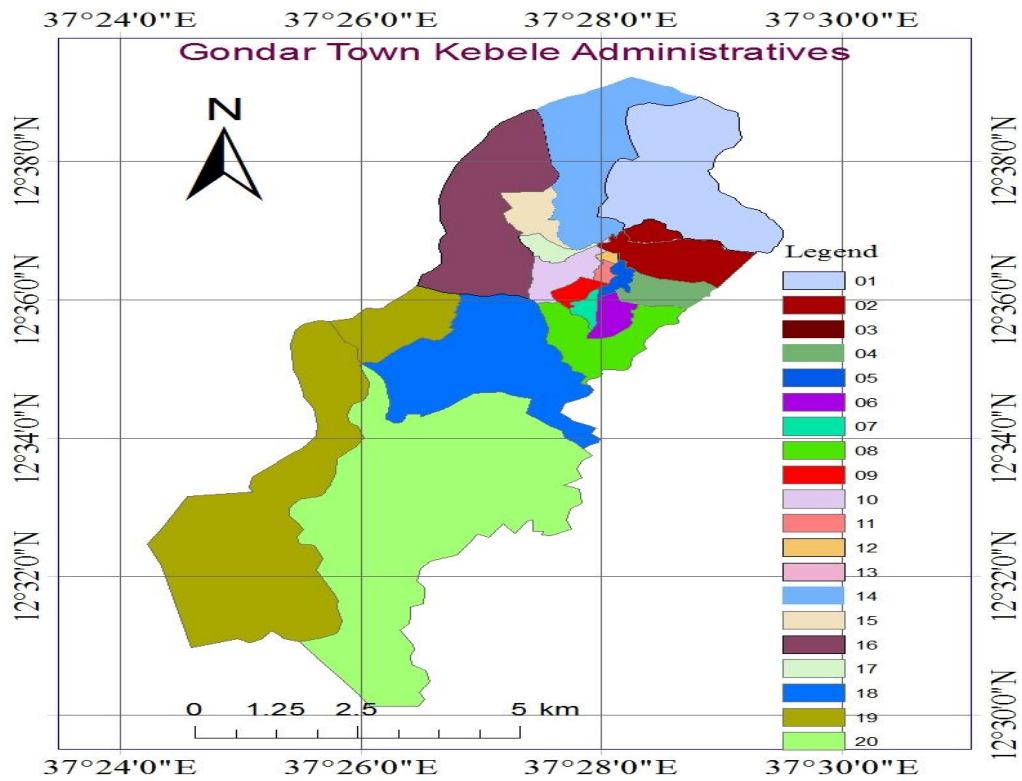 37°24'0"E 37°26'0"E 37°28'0"E 37°30'0"E
Gondar Town Kebele Administratives
N
12°38'0"N 12°38'0"N
12°36'0"N 12°36'0"N
12°34'0"N 12°34'0"N
12°32'0"N 12°32'0"N
12°30'0"N 12°30'0"N
Legend
01
02
03
04
05
06
07
08
09
10
11
12
13
14
15
16
17
18
19
20
0 1.25 2.5 5 km
37°24'0"E 37°26'0"E 37°28'0"E 37°30'0"E